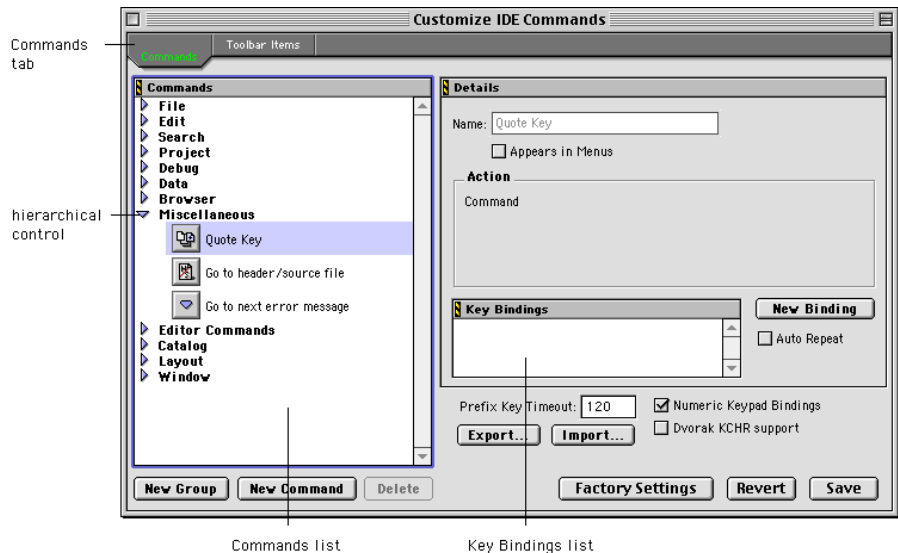 Customize IDE Commands
Commands
tab
Commands
Toolbar Items
Commands
File
Edit
Search
Project
Debug
Data
Browser
hierarchical
control
Miscellaneous
Quote Key
Go to header/source file
Go to next error message
Editor Commands
Catalog
Layout
Window
New Group
New Command
Delete
Details
Name: Quote Key
Appears in Menus
Action
Command
Key Bindings
New Binding
Auto Repeat
Prefix Key Timeout: 120
Numeric Keypad Bindings
Export...
Import...
Dvorak KCHR support
Factory Settings
Revert
Save
Commands list
Key Bindings list